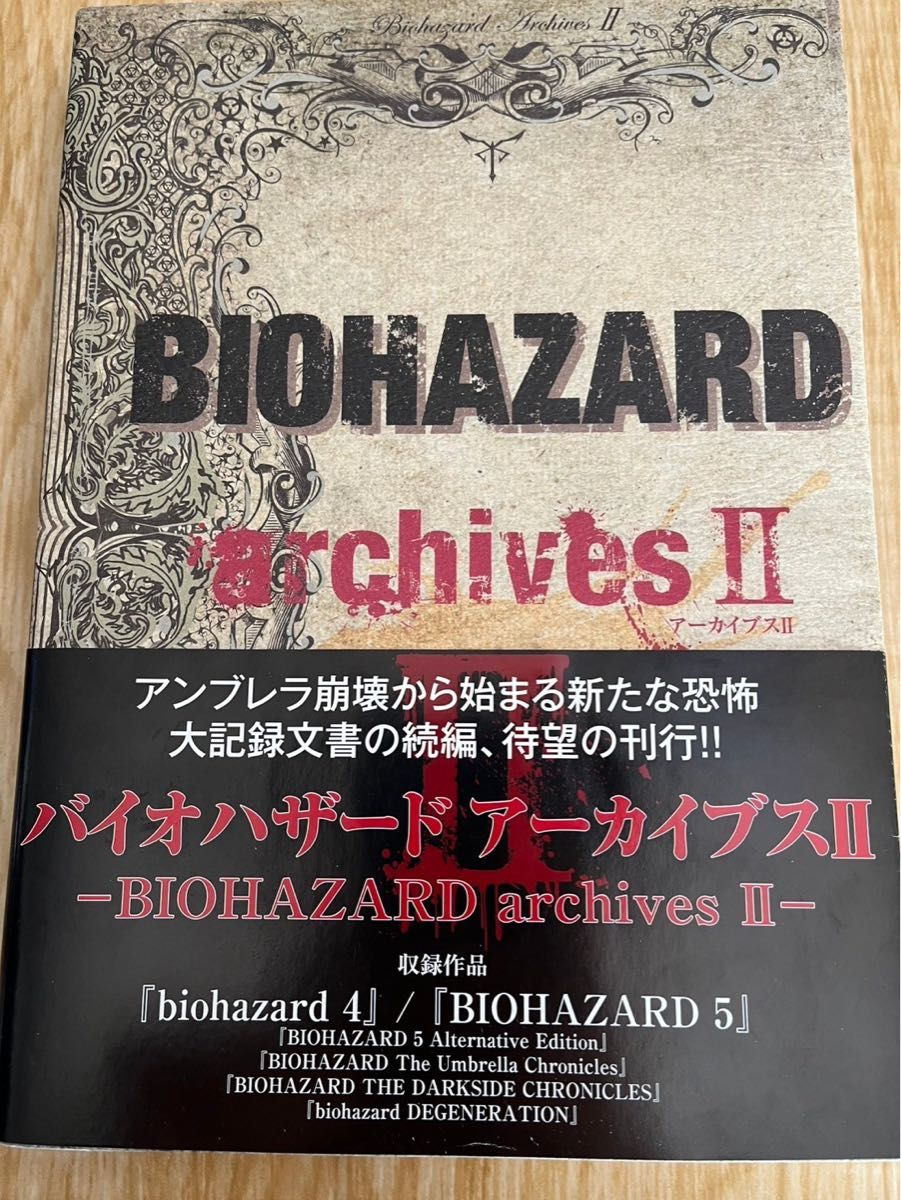 Biohazard Archives II
BIOHAZARD
archives II
アーカイブスII
アンブレラ崩壊から始まる新たな恐怖
大記録文書の続編、待望の刊行!!
バイオハザード アーカイブスII
－BIOHAZARD archives II－
収録作品
『biohazard 4』/『BIOHAZARD 5』
『BIOHAZARD 5 Alternative Edition』
『BIOHAZARD The Umbrella Chronicles』
『BIOHAZARD THE DARKSIDE CHRONICLES』
『biohazard DEGENERATION』